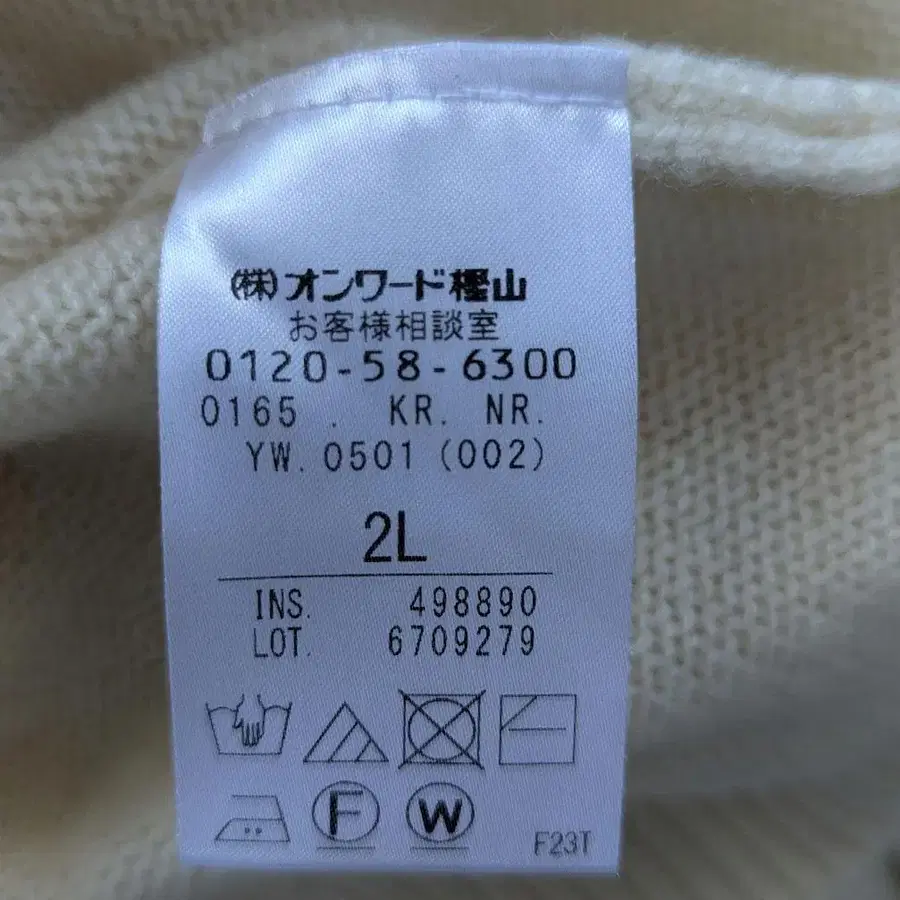 ㈱オンワード樫山
お客様相談室
0120-58-6300
0165 . KR. NR.
YW. 0501 (002)
2L
INS. 498890
LOT. 6709279
F W
F23T